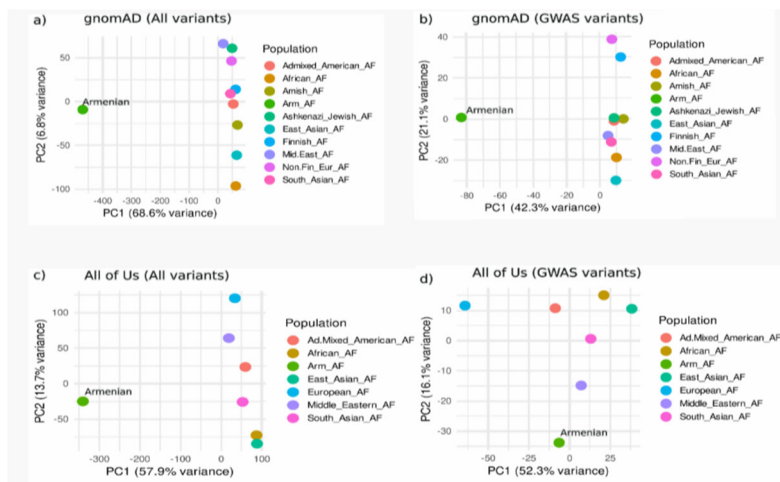 a) gnomAD (All variants)
PC2 (6.8% variance)
50
0
-50
-100
Armenian
-400 -300 -200 -100 0
PC1 (68.6% variance)
Population
Admixed_American_AF
African_AF
Amish_AF
Arm_AF
Ashkenazi_Jewish_AF
East_Asian_AF
Finnish_AF
Mid.East_AF
Non.Fin_Eur_AF
South_Asian_AF
b) gnomAD (GWAS variants)
PC2 (21.1% variance)
40
20
0
-20
Armenian
-80 -60 -40 -20 0
PC1 (42.3% variance)
Population
Admixed_American_AF
African_AF
Amish_AF
Arm_AF
Ashkenazi_Jewish_AF
East_Asian_AF
Finnish_AF
Mid.East_AF
Non.Fin_Eur_AF
South_Asian_AF
c) All of Us (All variants)
PC2 (13.7% variance)
100
50
0
-50
Armenian
-300 -200 -100 0 100
PC1 (57.9% variance)
Population
Ad.Mixed_American_AF
African_AF
Arm_AF
East_Asian_AF
European_AF
Middle_Eastern_AF
South_Asian_AF
d) All of Us (GWAS variants)
PC2 (16.1% variance)
10
0
-10
-20
-30
Armenian
-50 -25 0 25
PC1 (52.3% variance)
Population
Ad.Mixed_American_AF
African_AF
Arm_AF
East_Asian_AF
European_AF
Middle_Eastern_AF
South_Asian_AF